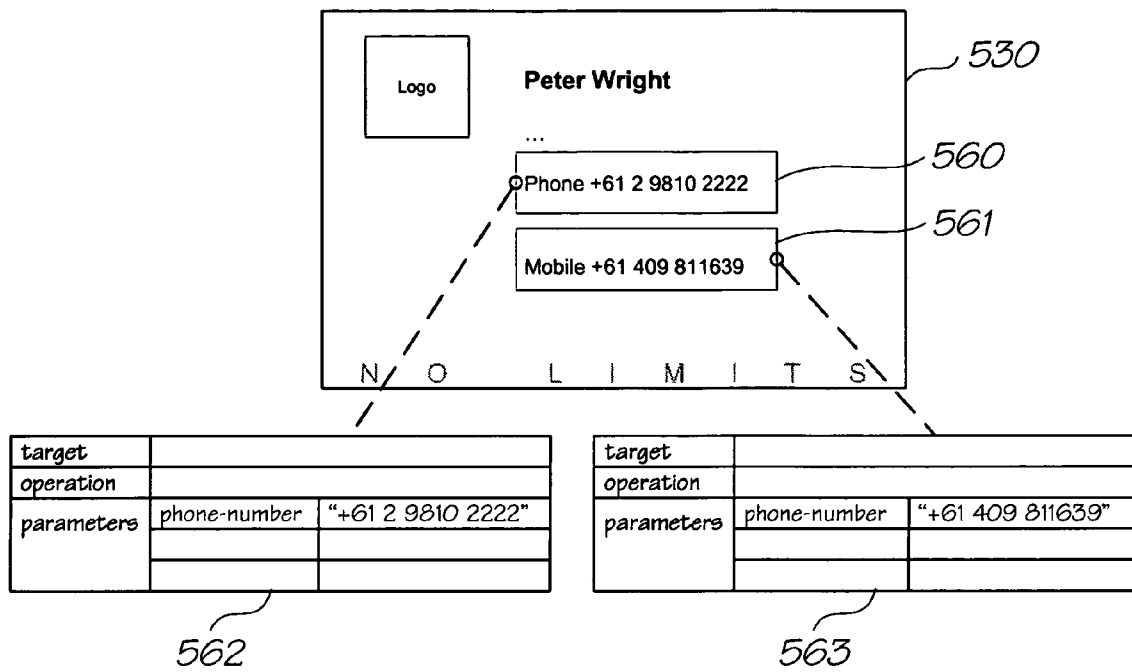 530
Logo
Peter Wright
...
Phone +61 2 9810 2222
560
561
Mobile +61 409 811639
N O L I M I T S
target
operation
parameters phone-number “+61 2 9810 2222”
562
target
operation
parameters phone-number “+61 409 811639”
563